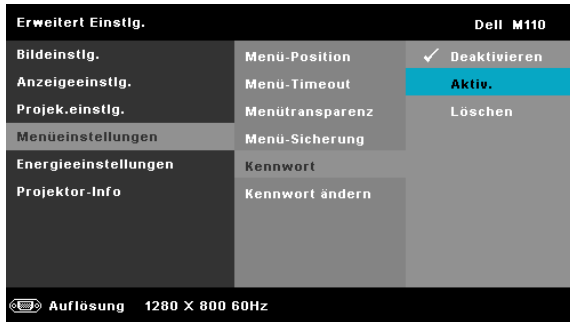 Erweitert Einstlg. Dell M110
Bildeinstlg. Menü-Position ✓ Deaktivieren
Anzeigeeinstlg. Menü-Timeout Aktiv.
Projek.einstlg. Menütransparenz Löschen
Menüeinstellungen Menü-Sicherung
Energieeinstellungen Kennwort
Projektor-Info Kennwort ändern
Auflösung 1280 X 800 60Hz